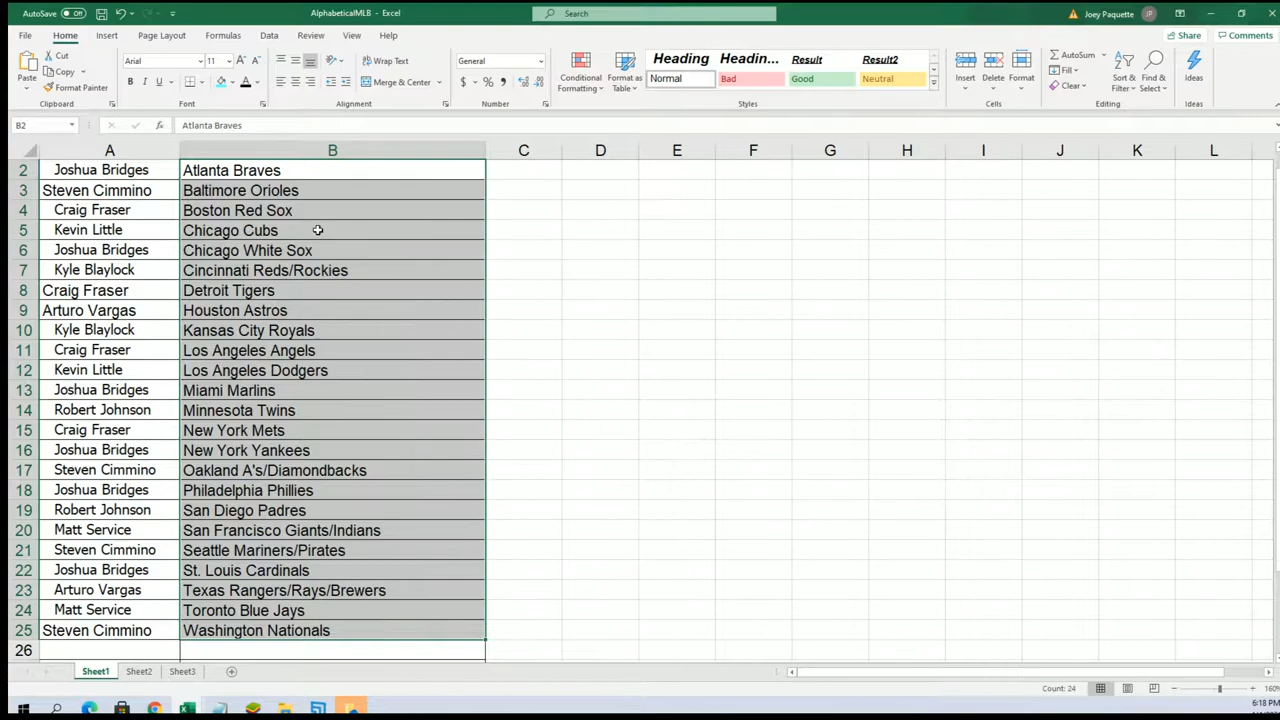 AutoSave Off
AlphabeticalMLB - Excel
Search
Joey Paquette JP
File Home Insert Page Layout Formulas Data Review View Help
Share Comments
Paste
Cut
Copy
Format Painter
Clipboard
Arial 11
B I U
Font
Wrap Text
Merge & Center
Alignment
General
$ % ,
Number
Conditional Formatting
Format as Table
Heading Headin... Result Result2
Normal Bad Good Neutral
Styles
Insert Delete Format
Cells
AutoSum
Fill
Clear
Sort & Filter
Find & Select
Editing
Ideas
Ideas
B2 fx Atlanta Braves
A B C D E F G H I J K L
2 Joshua Bridges Atlanta Braves
3 Steven Cimmino Baltimore Orioles
4 Craig Fraser Boston Red Sox
5 Kevin Little Chicago Cubs
6 Joshua Bridges Chicago White Sox
7 Kyle Blaylock Cincinnati Reds/Rockies
8 Craig Fraser Detroit Tigers
9 Arturo Vargas Houston Astros
10 Kyle Blaylock Kansas City Royals
11 Craig Fraser Los Angeles Angels
12 Kevin Little Los Angeles Dodgers
13 Joshua Bridges Miami Marlins
14 Robert Johnson Minnesota Twins
15 Craig Fraser New York Mets
16 Joshua Bridges New York Yankees
17 Steven Cimmino Oakland A's/Diamondbacks
18 Joshua Bridges Philadelphia Phillies
19 Robert Johnson San Diego Padres
20 Matt Service San Francisco Giants/Indians
21 Steven Cimmino Seattle Mariners/Pirates
22 Joshua Bridges St. Louis Cardinals
23 Arturo Vargas Texas Rangers/Rays/Brewers
24 Matt Service Toronto Blue Jays
25 Steven Cimmino Washington Nationals
26
Sheet1 Sheet2 Sheet3
Count: 24
160%
6:18 PM